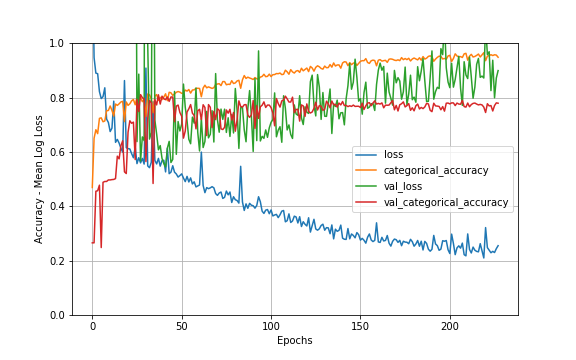 Accuracy - Mean Log Loss
1.0
0.8
0.6
0.4
0.2
0.0
loss
categorical_accuracy
val_loss
val_categorical_accuracy
0 50 100 150 200
Epochs